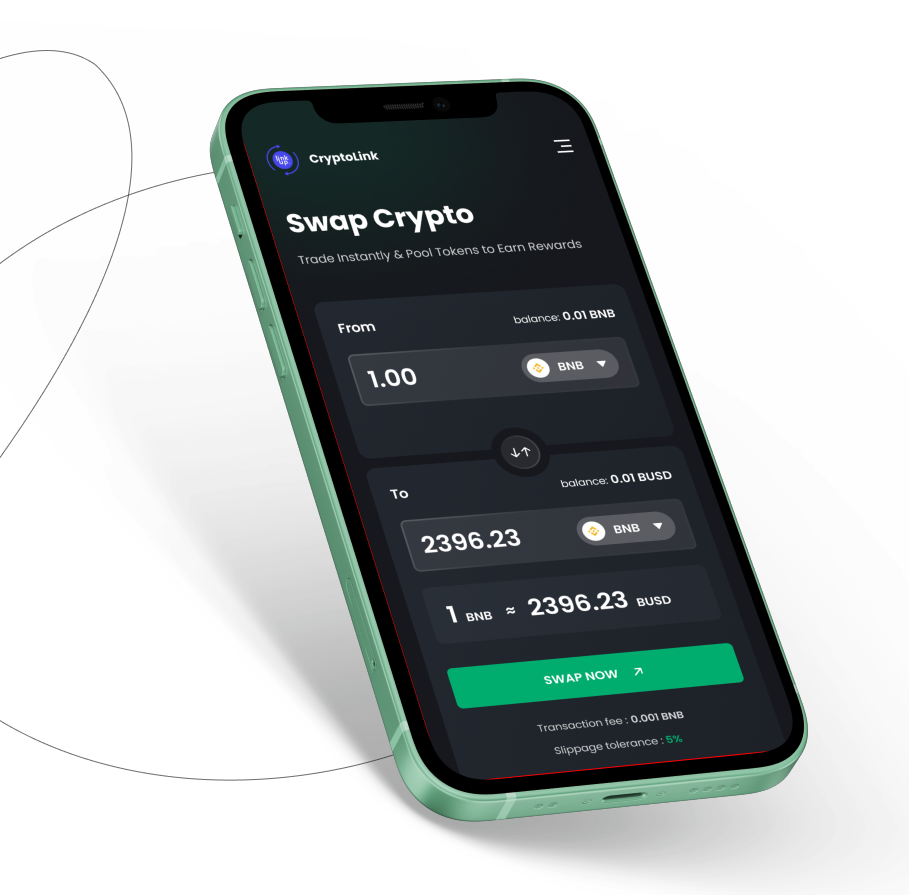 link
up
CryptoLink
Swap Crypto
Trade Instantly & Pool Tokens to Earn Rewards
From
balance: 0.01 BNB
1.00
BNB
To
balance: 0.01 BUSD
2396.23
BNB
1 BNB ≈ 2396.23 BUSD
SWAP NOW
Transaction fee : 0.001 BNB
Slippage tolerance : 5%